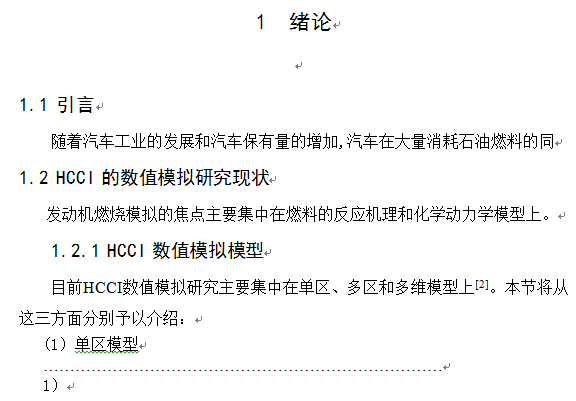 1 绪论
1.1 引言
随着汽车工业的发展和汽车保有量的增加,汽车在大量消耗石油燃料的同
1.2 HCCI 的数值模拟研究现状
发动机燃烧模拟的焦点主要集中在燃料的反应机理和化学动力学模型上。
1.2.1 HCCI 数值模拟模型
目前HCCI数值模拟研究主要集中在单区、多区和多维模型上[2]。本节将从
这三方面分别予以介绍:
(1) 单区模型
………………………………………………………………………
1)